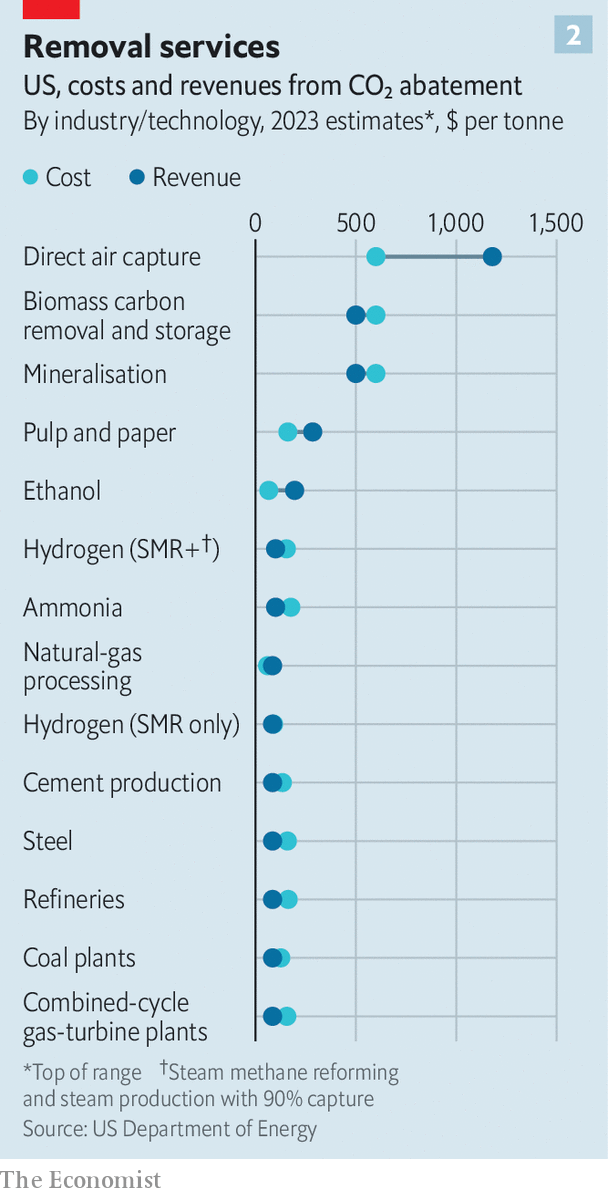 2
Removal services
US, costs and revenues from CO₂ abatement
By industry/technology, 2023 estimates*, $ per tonne
Cost
Revenue
0 500 1,000 1,500
Direct air capture
Biomass carbon
removal and storage
Mineralisation
Pulp and paper
Ethanol
Hydrogen (SMR+†)
Ammonia
Natural-gas
processing
Hydrogen (SMR only)
Cement production
Steel
Refineries
Coal plants
Combined-cycle
gas-turbine plants
*Top of range †Steam methane reforming
and steam production with 90% capture
Source: US Department of Energy
The Economist